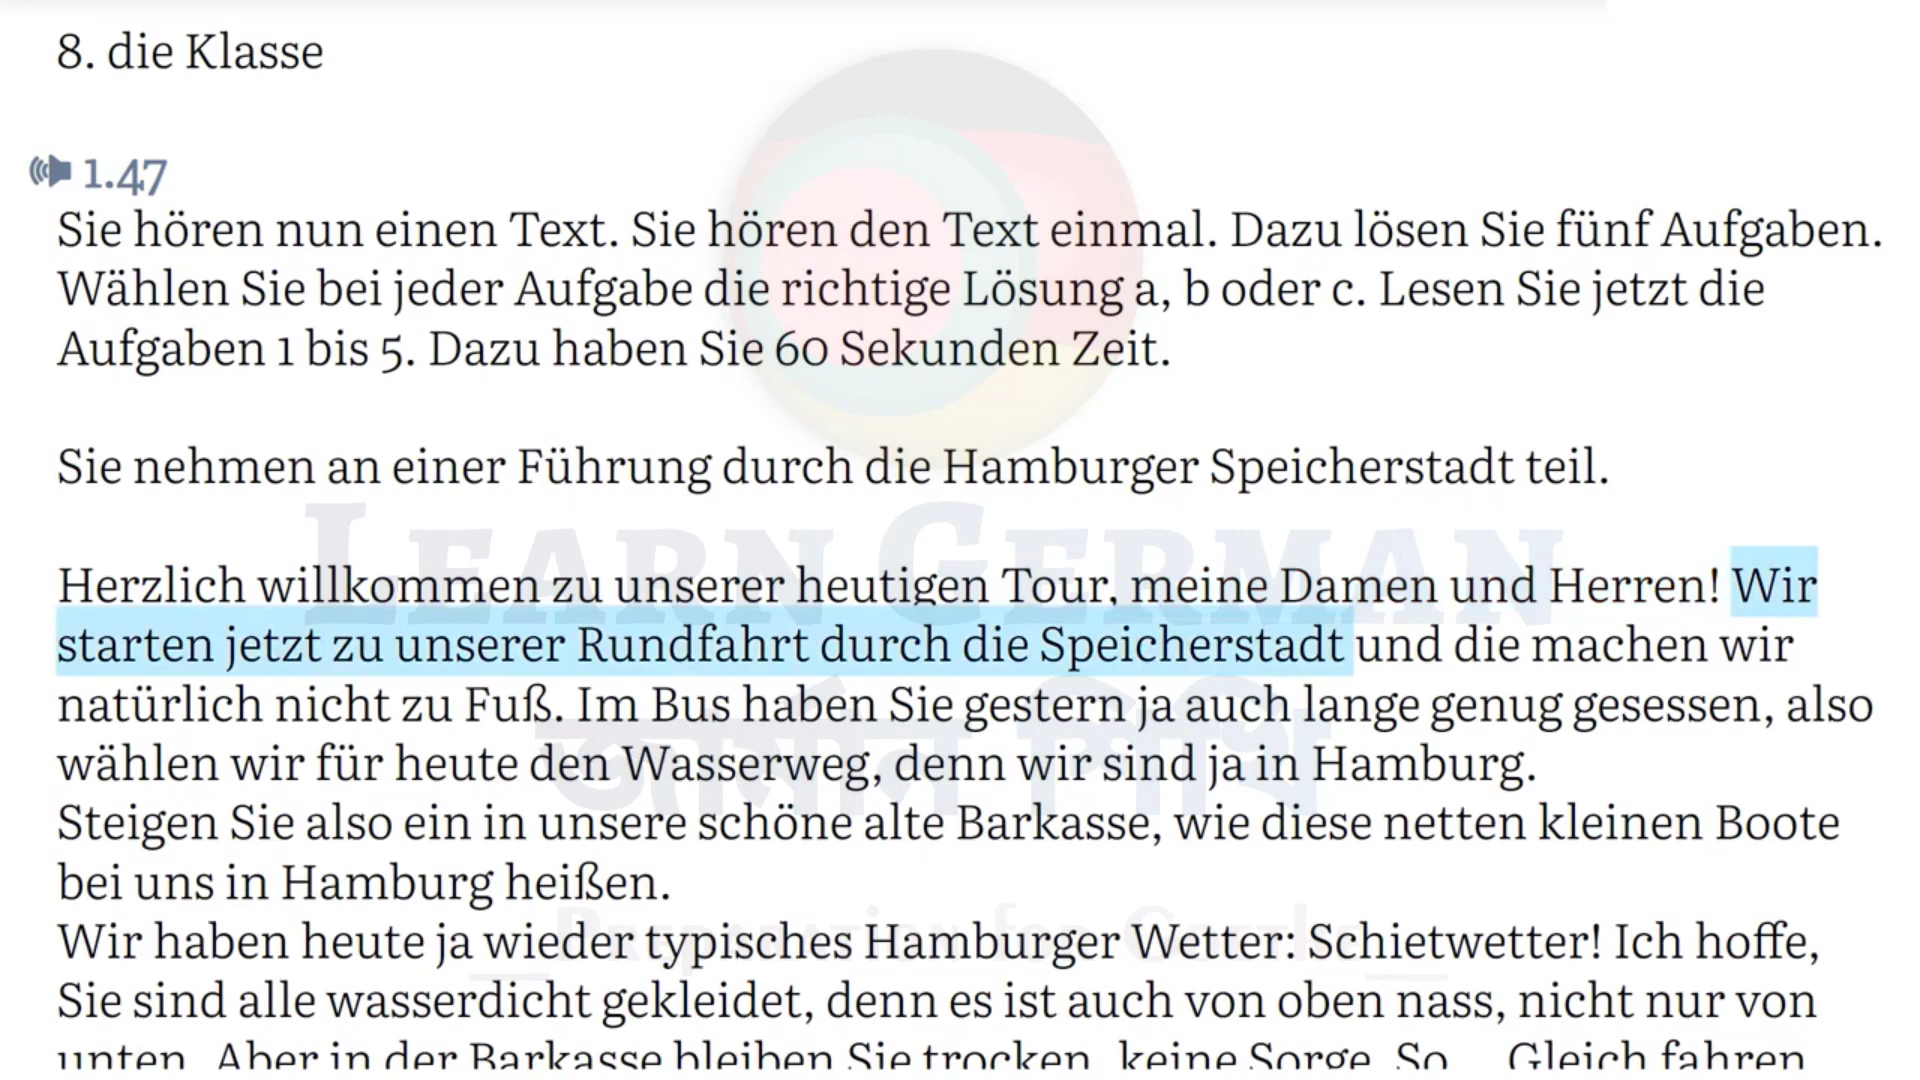 8. die Klasse
1.47
Sie hören nun einen Text. Sie hören den Text einmal. Dazu lösen Sie fünf Aufgaben.
Wählen Sie bei jeder Aufgabe die richtige Lösung a, b oder c. Lesen Sie jetzt die
Aufgaben 1 bis 5. Dazu haben Sie 60 Sekunden Zeit.
Sie nehmen an einer Führung durch die Hamburger Speicherstadt teil.
LEARN GERMAN
Herzlich willkommen zu unserer heutigen Tour, meine Damen und Herren! Wir
starten jetzt zu unserer Rundfahrt durch die Speicherstadt und die machen wir
natürlich nicht zu Fuß. Im Bus haben Sie gestern ja auch lange genug gesessen, also
জার্মান শিখি
wählen wir für heute den Wasserweg, denn wir sind ja in Hamburg.
Steigen Sie also ein in unsere schöne alte Barkasse, wie diese netten kleinen Boote
bei uns in Hamburg heißen.
Preparation for Goethe
Wir haben heute ja wieder typisches Hamburger Wetter: Schietwetter! Ich hoffe,
Sie sind alle wasserdicht gekleidet, denn es ist auch von oben nass, nicht nur von
unten. Aber in der Barkasse bleiben Sie trocken, keine Sorge. So ... Gleich fahren